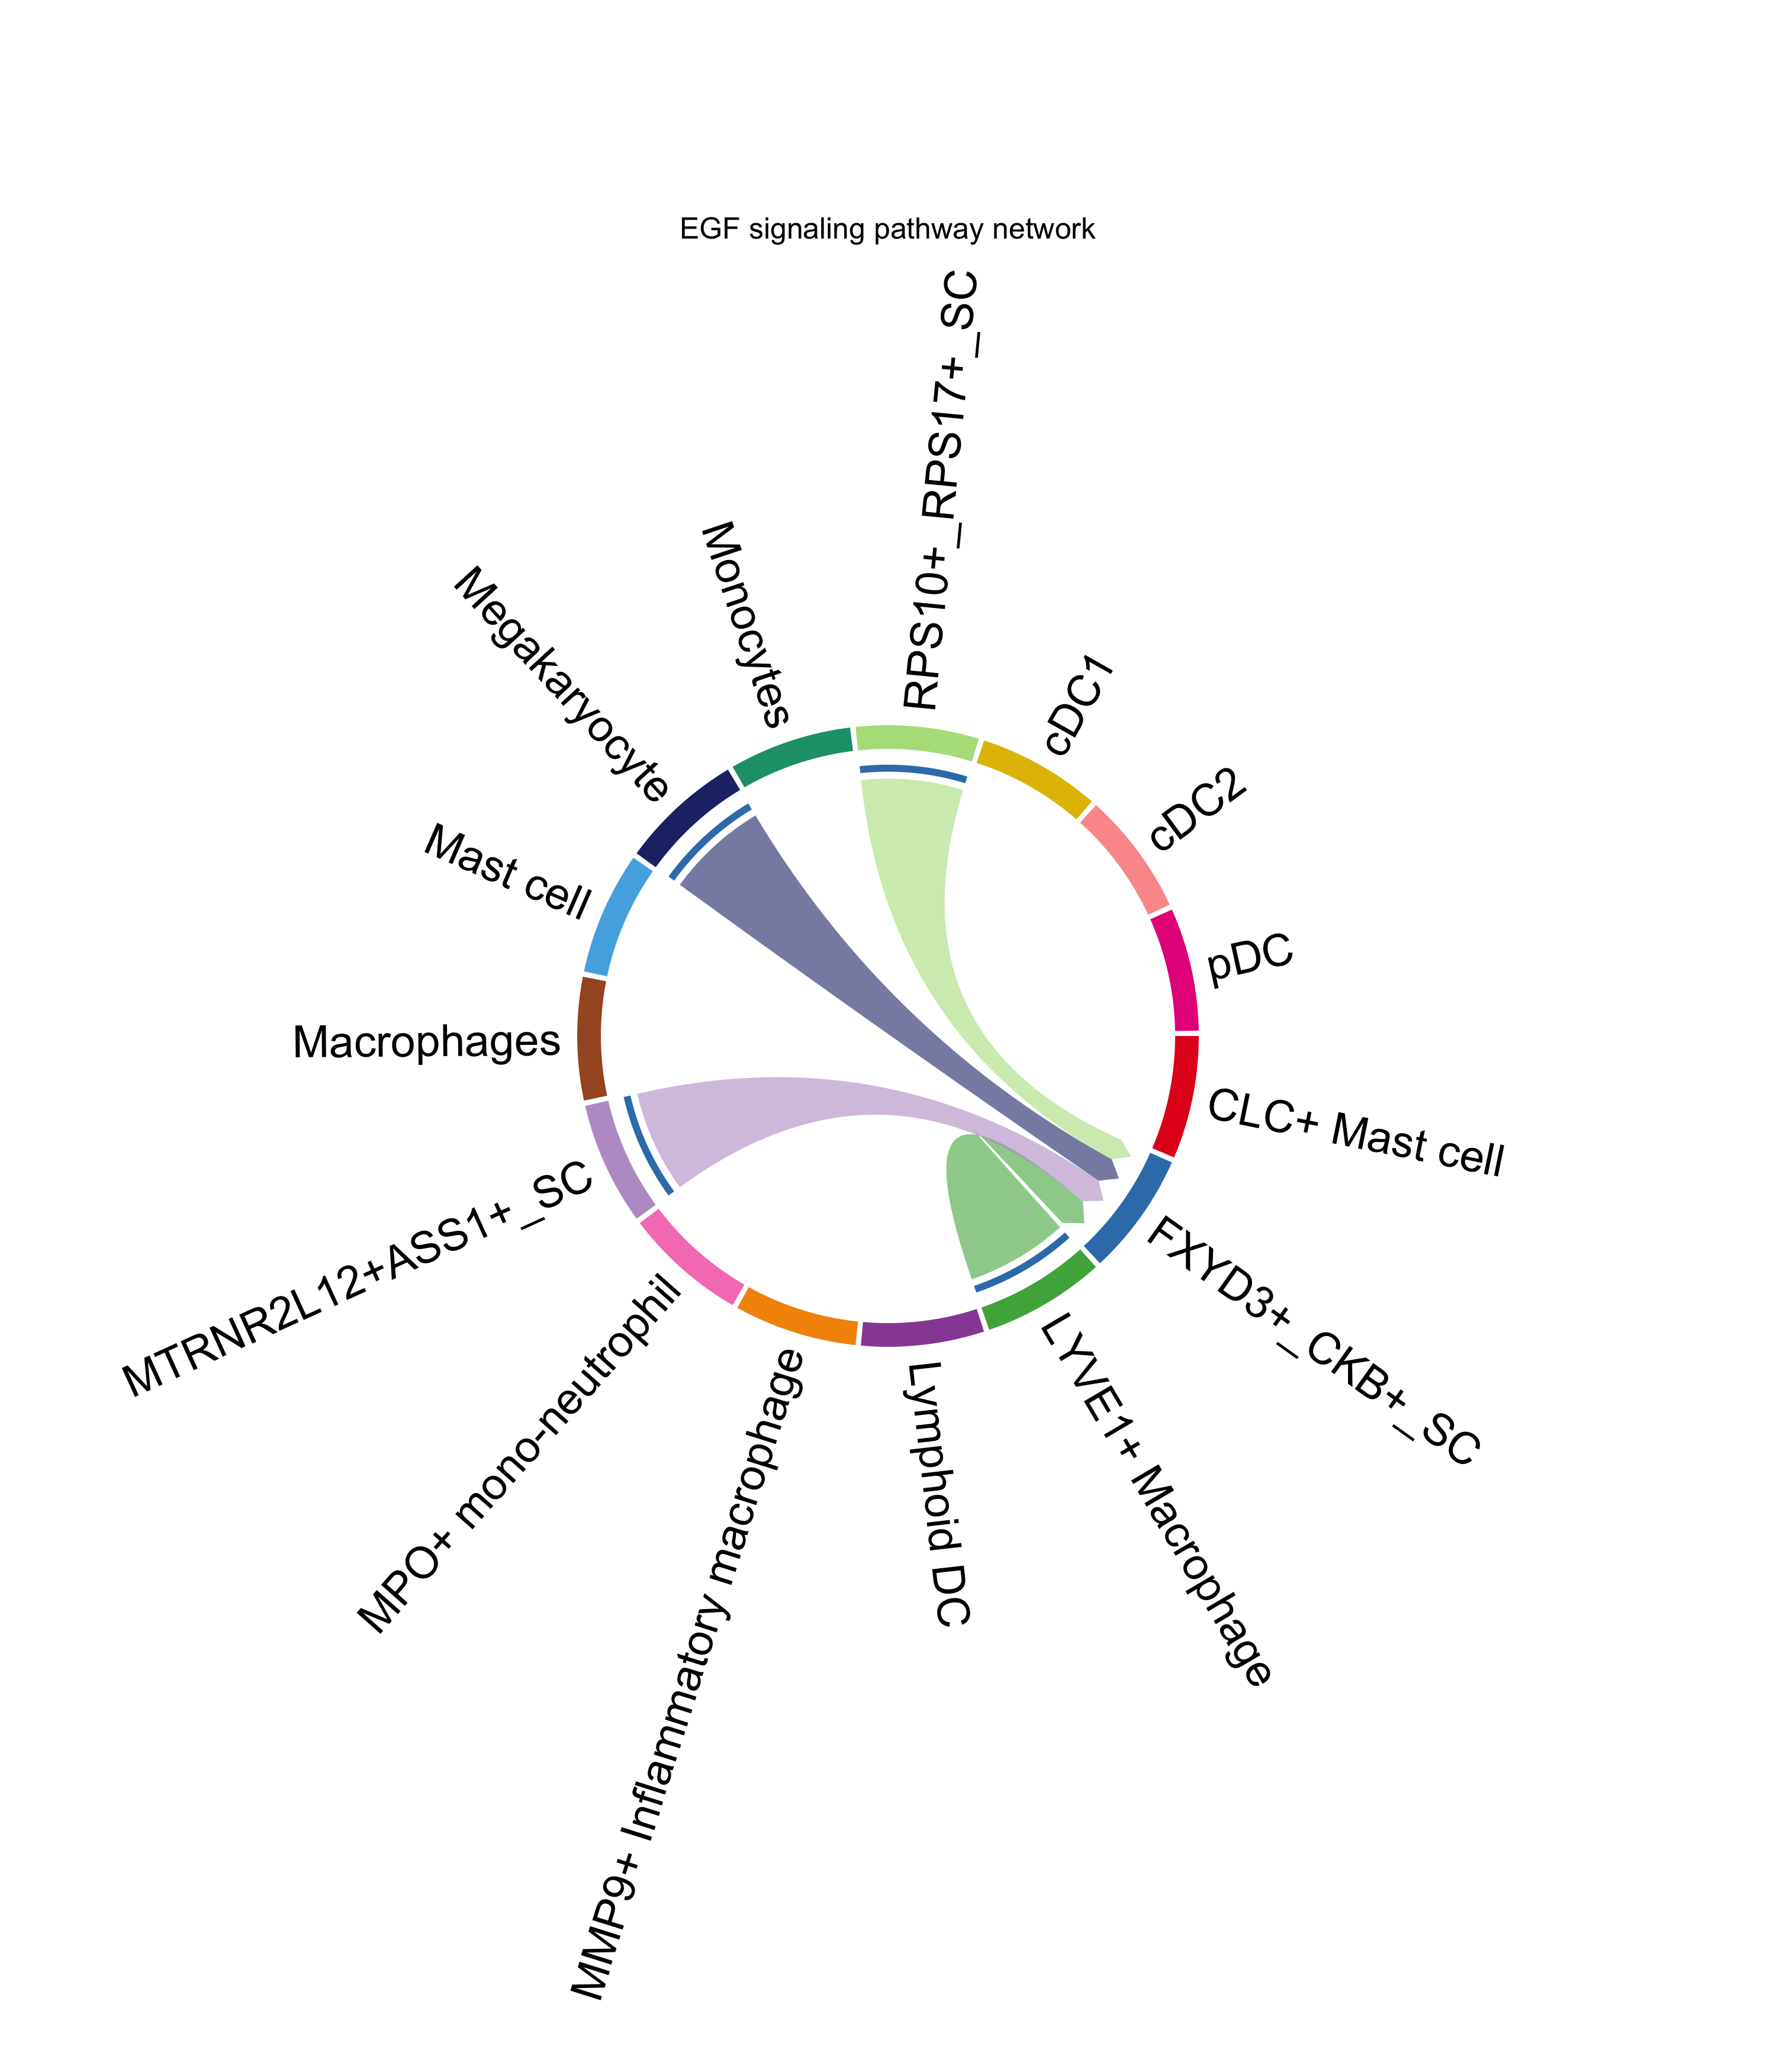 EGF signaling pathway network
RPS10+_RPS17+_SC
cDC1
cDC2
pDC
CLC+ Mast cell
FXYD3+_CKB+_SC
LYVE1+ Macrophage
Lymphoid DC
MMP9+ Inflammatory macrophage
MPO+ mono-neutrophil
MTRNR2L12+ASS1+_SC
Macrophages
Mast cell
Megakaryocyte
Monocytes